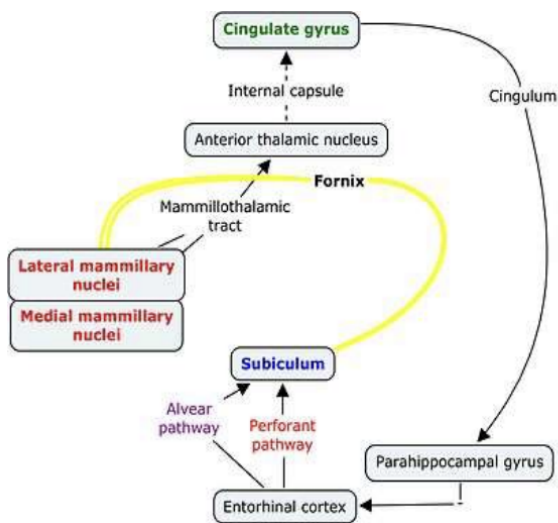 Cingulate gyrus
Internal capsule
Cingulum
Anterior thalamic nucleus
Fornix
Mammillothalamic
tract
Lateral mammillary
nuclei
Medial mammillary
nuclei
Subiculum
Alvear
pathway
Perforant
pathway
Parahippocampal gyrus
Entorhinal cortex